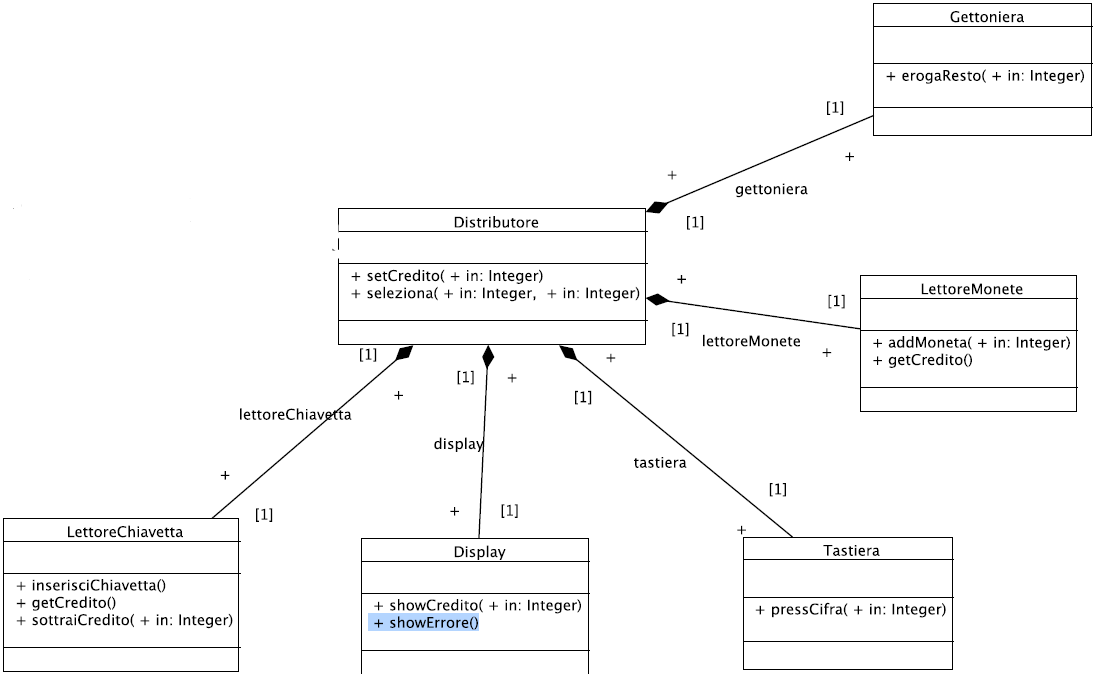 Gettoniera
+ erogaResto( + in: Integer)
[1]
+
+
gettoniera
[1]
Distributore
+ setCredito( + in: Integer)
+ seleziona( + in: Integer,  + in: Integer)
+
[1]
[1]
lettoreMonete
+
LettoreMonete
+ addMoneta( + in: Integer)
+ getCredito()
[1]
+
lettoreChiavetta
+
[1]
[1]
+
display
+
[1]
+
[1]
tastiera
[1]
+
LettoreChiavetta
+ inserisciChiavetta()
+ getCredito()
+ sottraiCredito( + in: Integer)
Display
+ showCredito( + in: Integer)
+ showErrore()
Tastiera
+ pressCifra( + in: Integer)